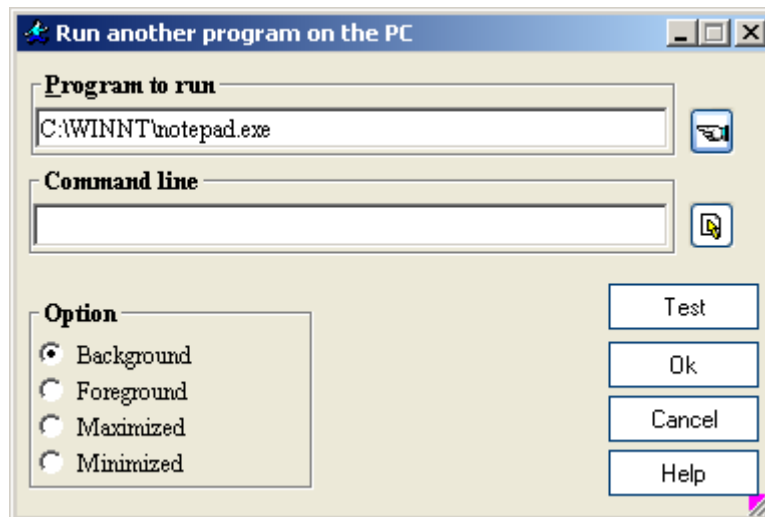 Run another program on the PC
Program to run
C:\WINNT\notepad.exe
Command line
Option
Background
Foreground
Maximized
Minimized
Test
Ok
Cancel
Help